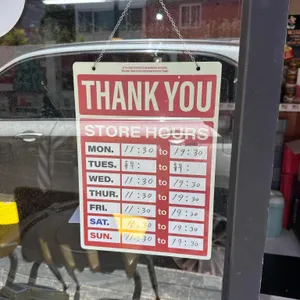 THANK YOU
STORE HOURS
MON. 11:30 to 19:30
TUES. to
WED. 11:30 to 19:30
THUR. 11:30 to 19:30
FRI. 11:30 to 19:30
SAT. 11:30 to 19:30
SUN. 11:30 to 19:30